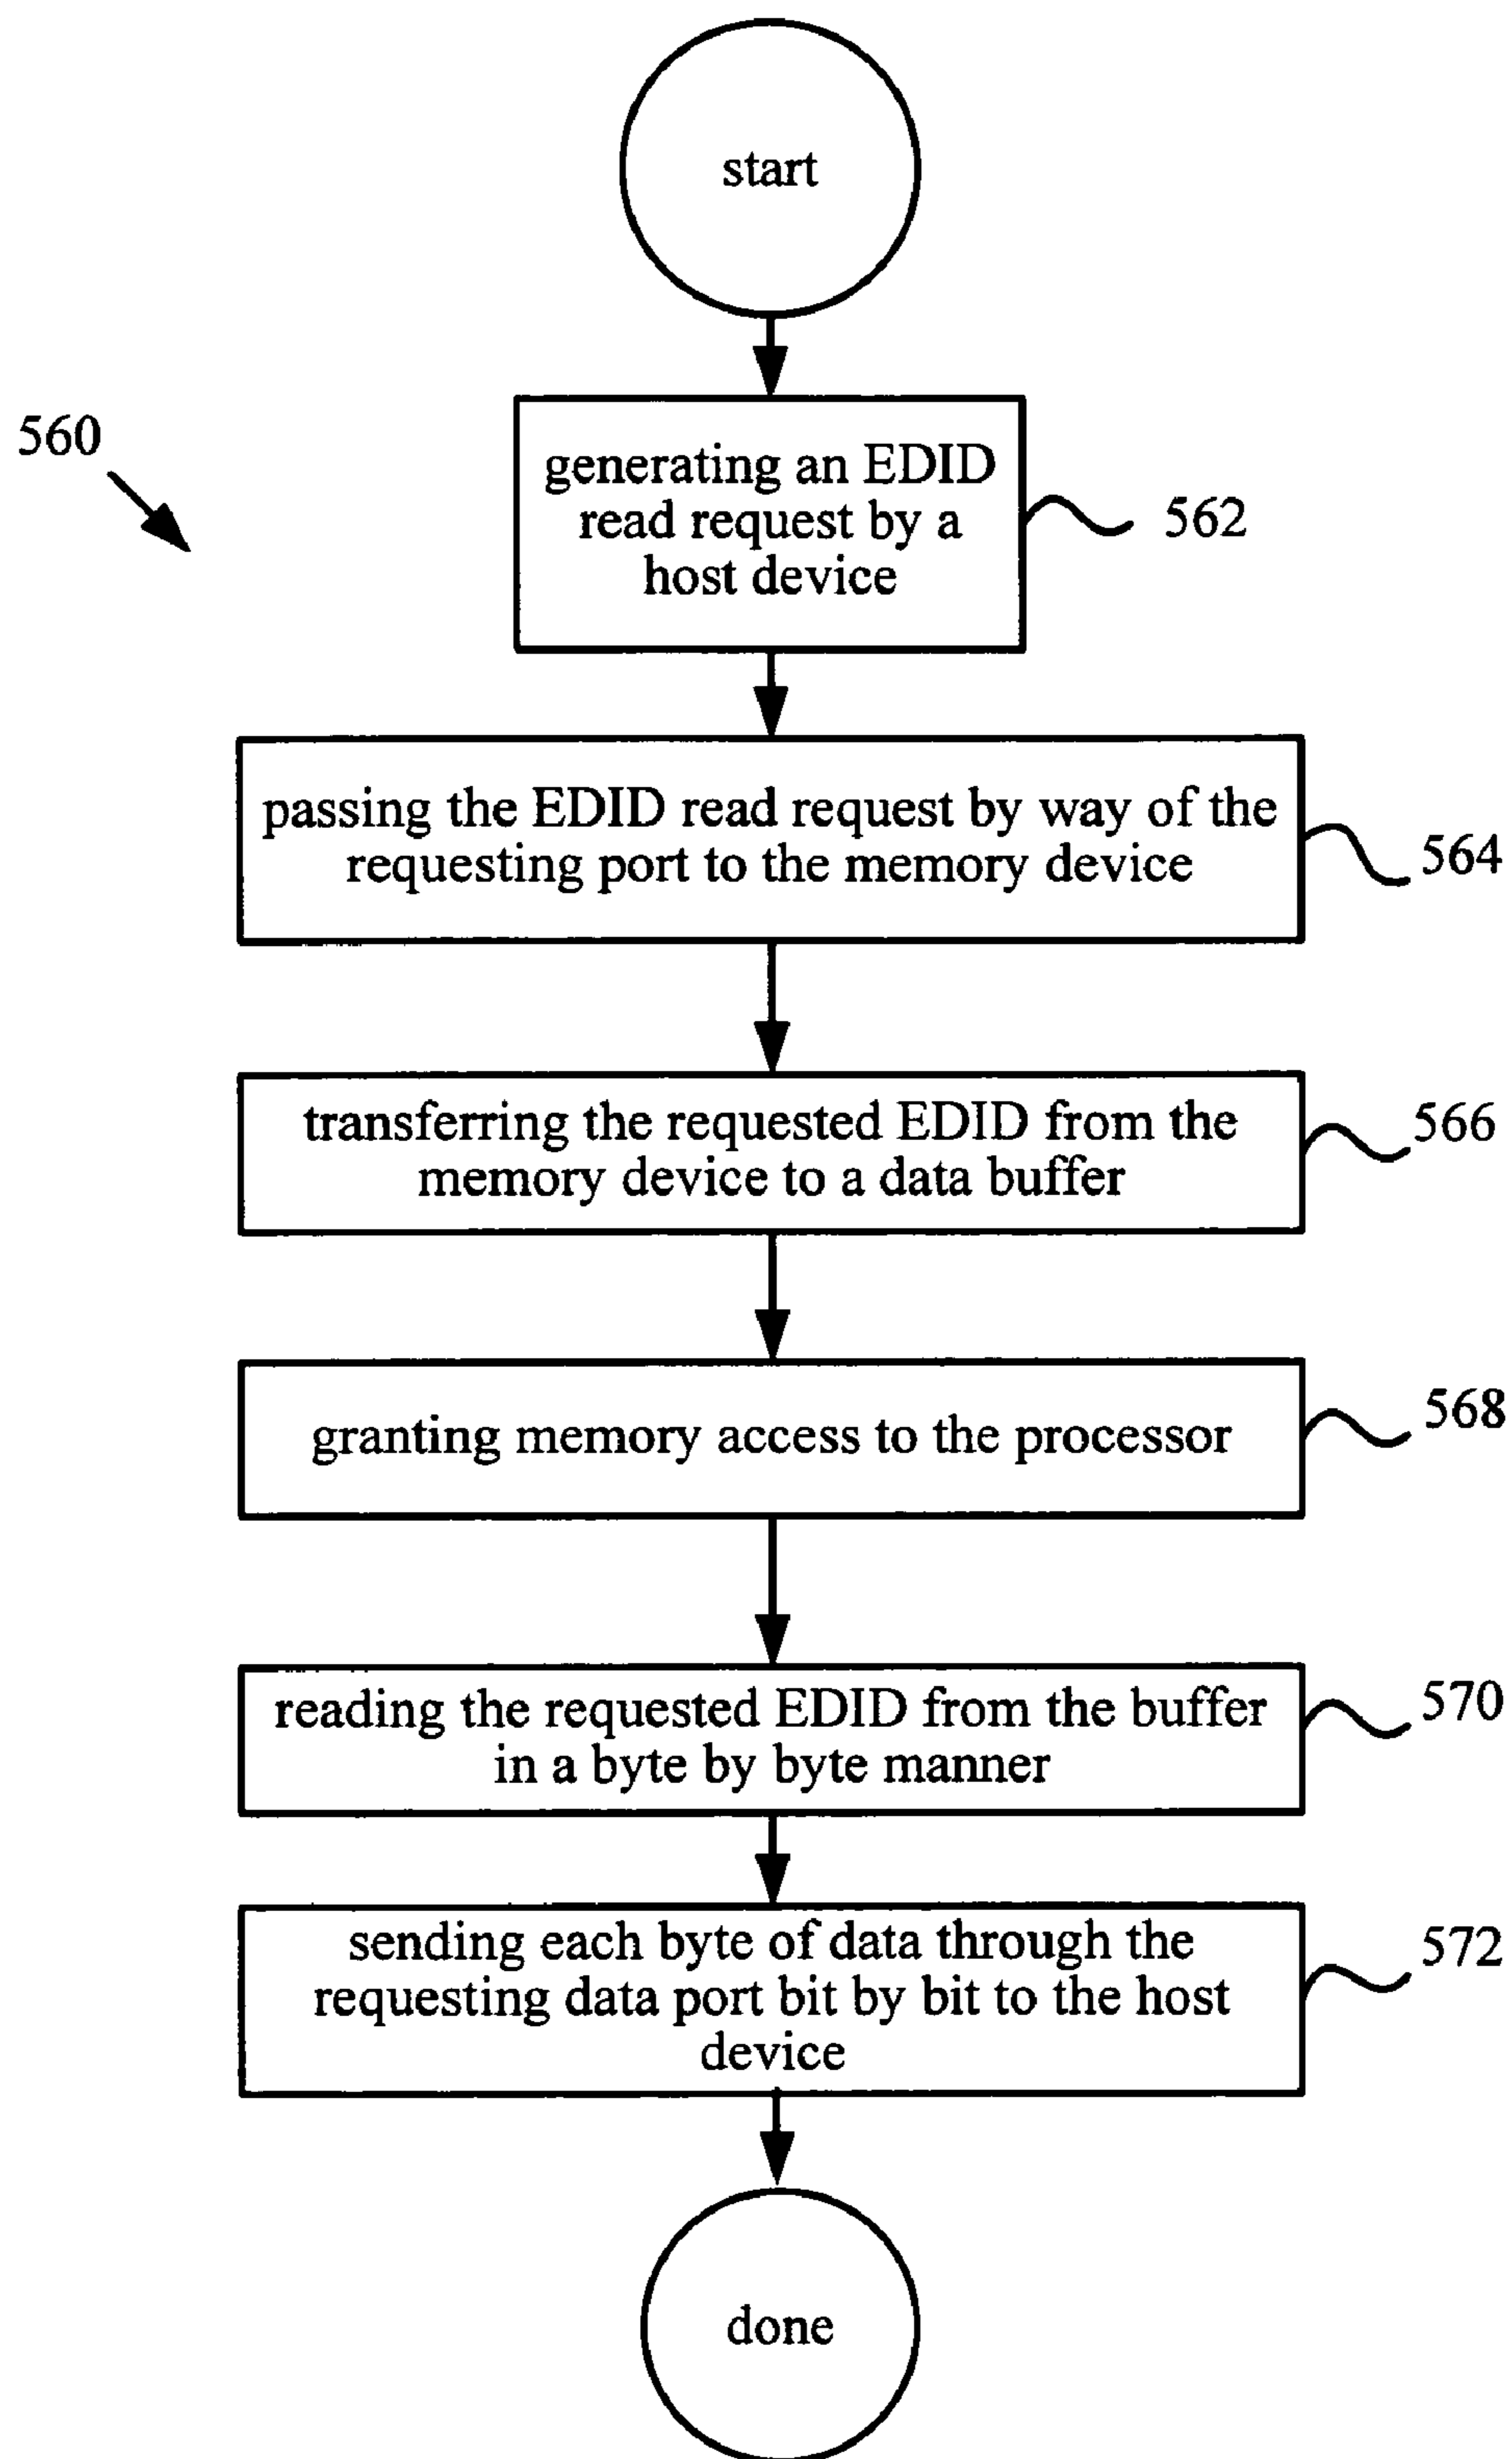 start
560
generating an EDID
read request by a
host device
562
passing the EDID read request by way of the
requesting port to the memory device
564
transferring the requested EDID from the
memory device to a data buffer
566
granting memory access to the processor
568
reading the requested EDID from the buffer
in a byte by byte manner
570
sending each byte of data through the
requesting data port bit by bit to the host
device
572
done